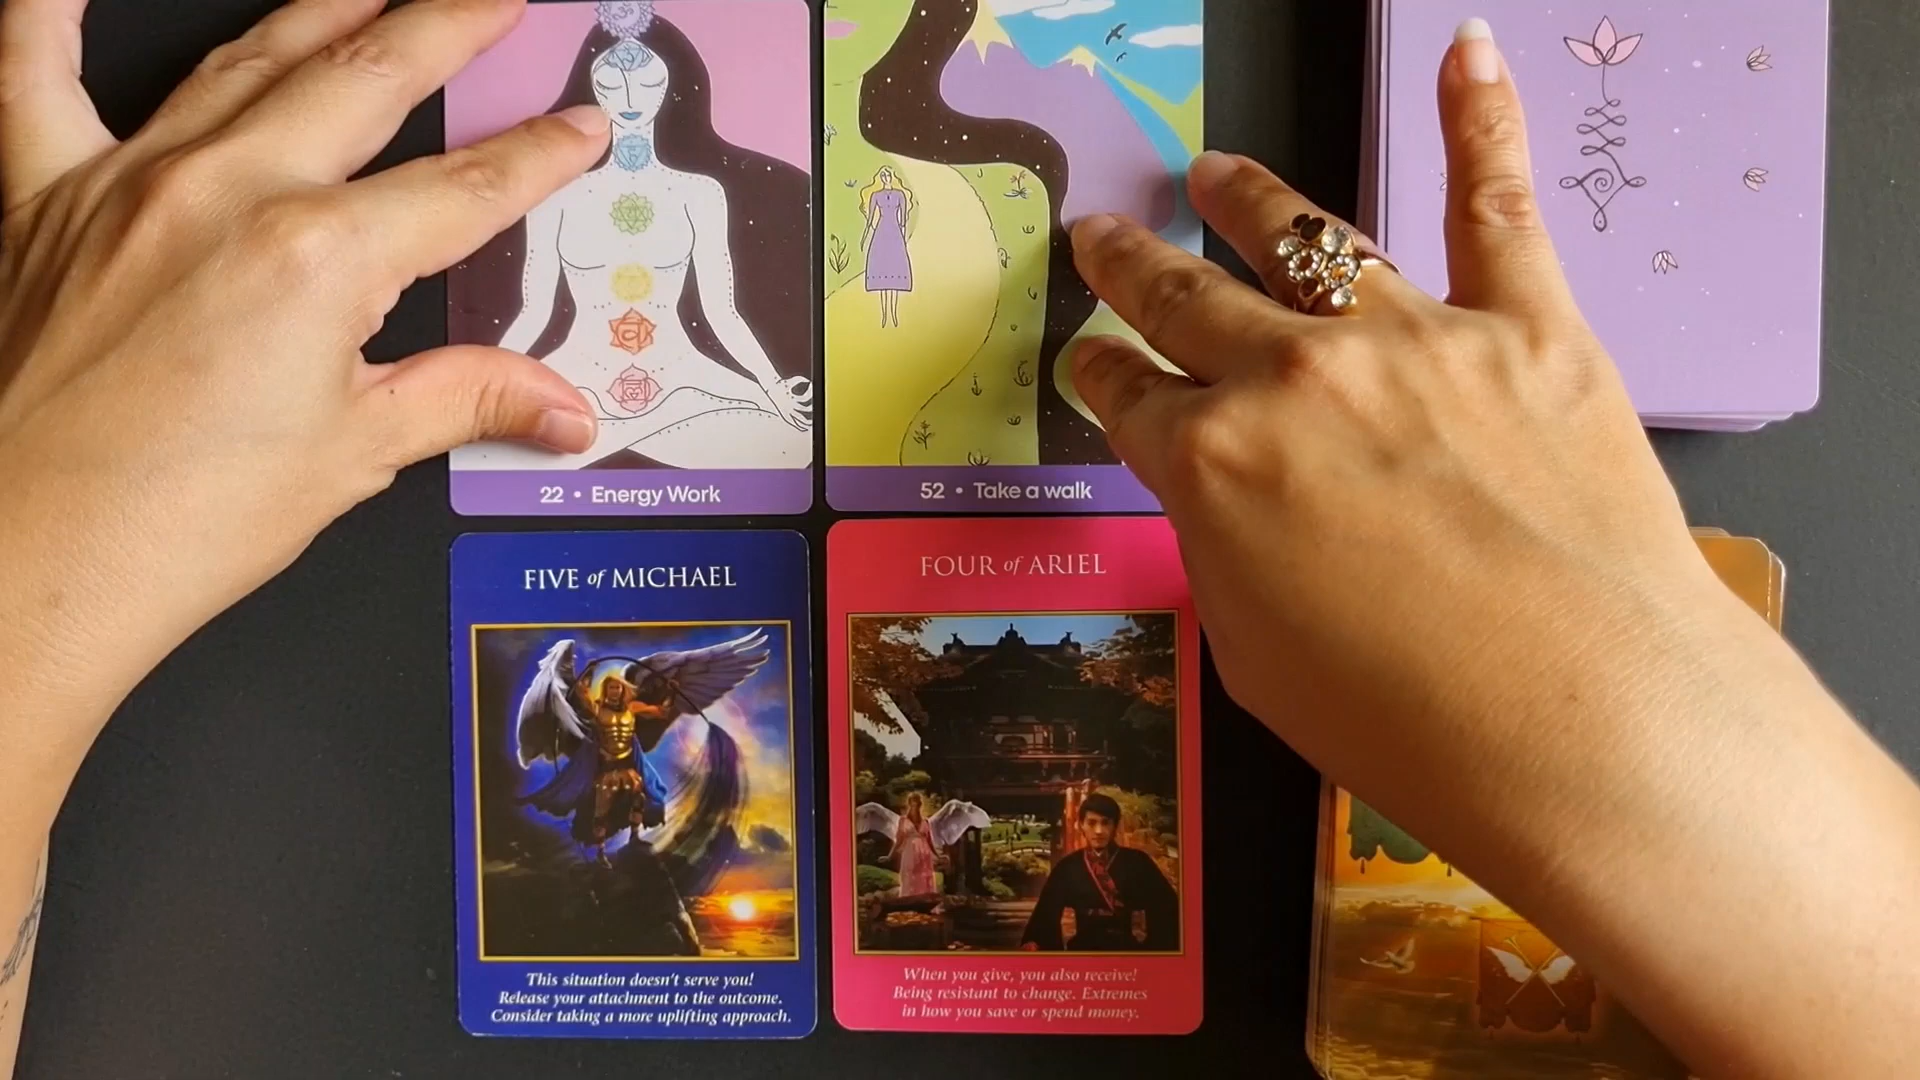 22 • Energy Work
52 • Take a walk
FIVE of MICHAEL
This situation doesn't serve you!
Release your attachment to the outcome.
Consider taking a more uplifting approach.
FOUR of ARIEL
When you give, you also receive!
Being resistant to change. Extremes
in how you save or spend money.